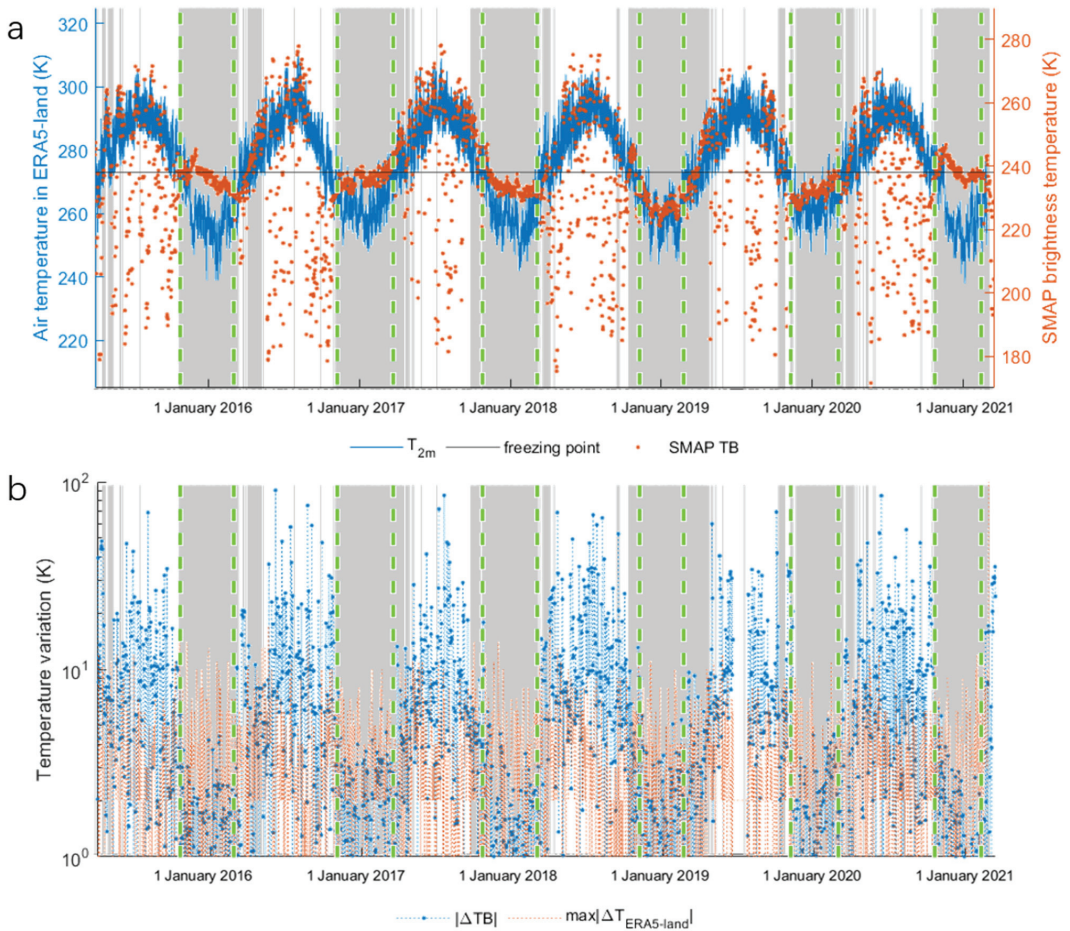 a
320
300
280
260
240
220
Air temperature in ERA5-land (K)
280
260
240
220
200
180
SMAP brightness temperature (K)
1 January 2016
1 January 2017
1 January 2018
1 January 2019
1 January 2020
1 January 2021
T2m
freezing point
SMAP TB
b
10²
10¹
10⁰
Temperature variation (K)
1 January 2016
1 January 2017
1 January 2018
1 January 2019
1 January 2020
1 January 2021
|ΔTB|
max|ΔTERA5-land|